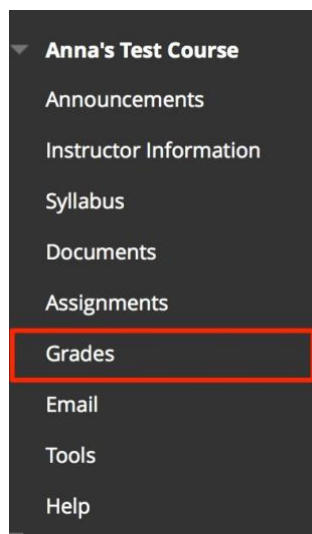 Anna's Test Course
Announcements
Instructor Information
Syllabus
Documents
Assignments
Grades
Email
Tools
Help